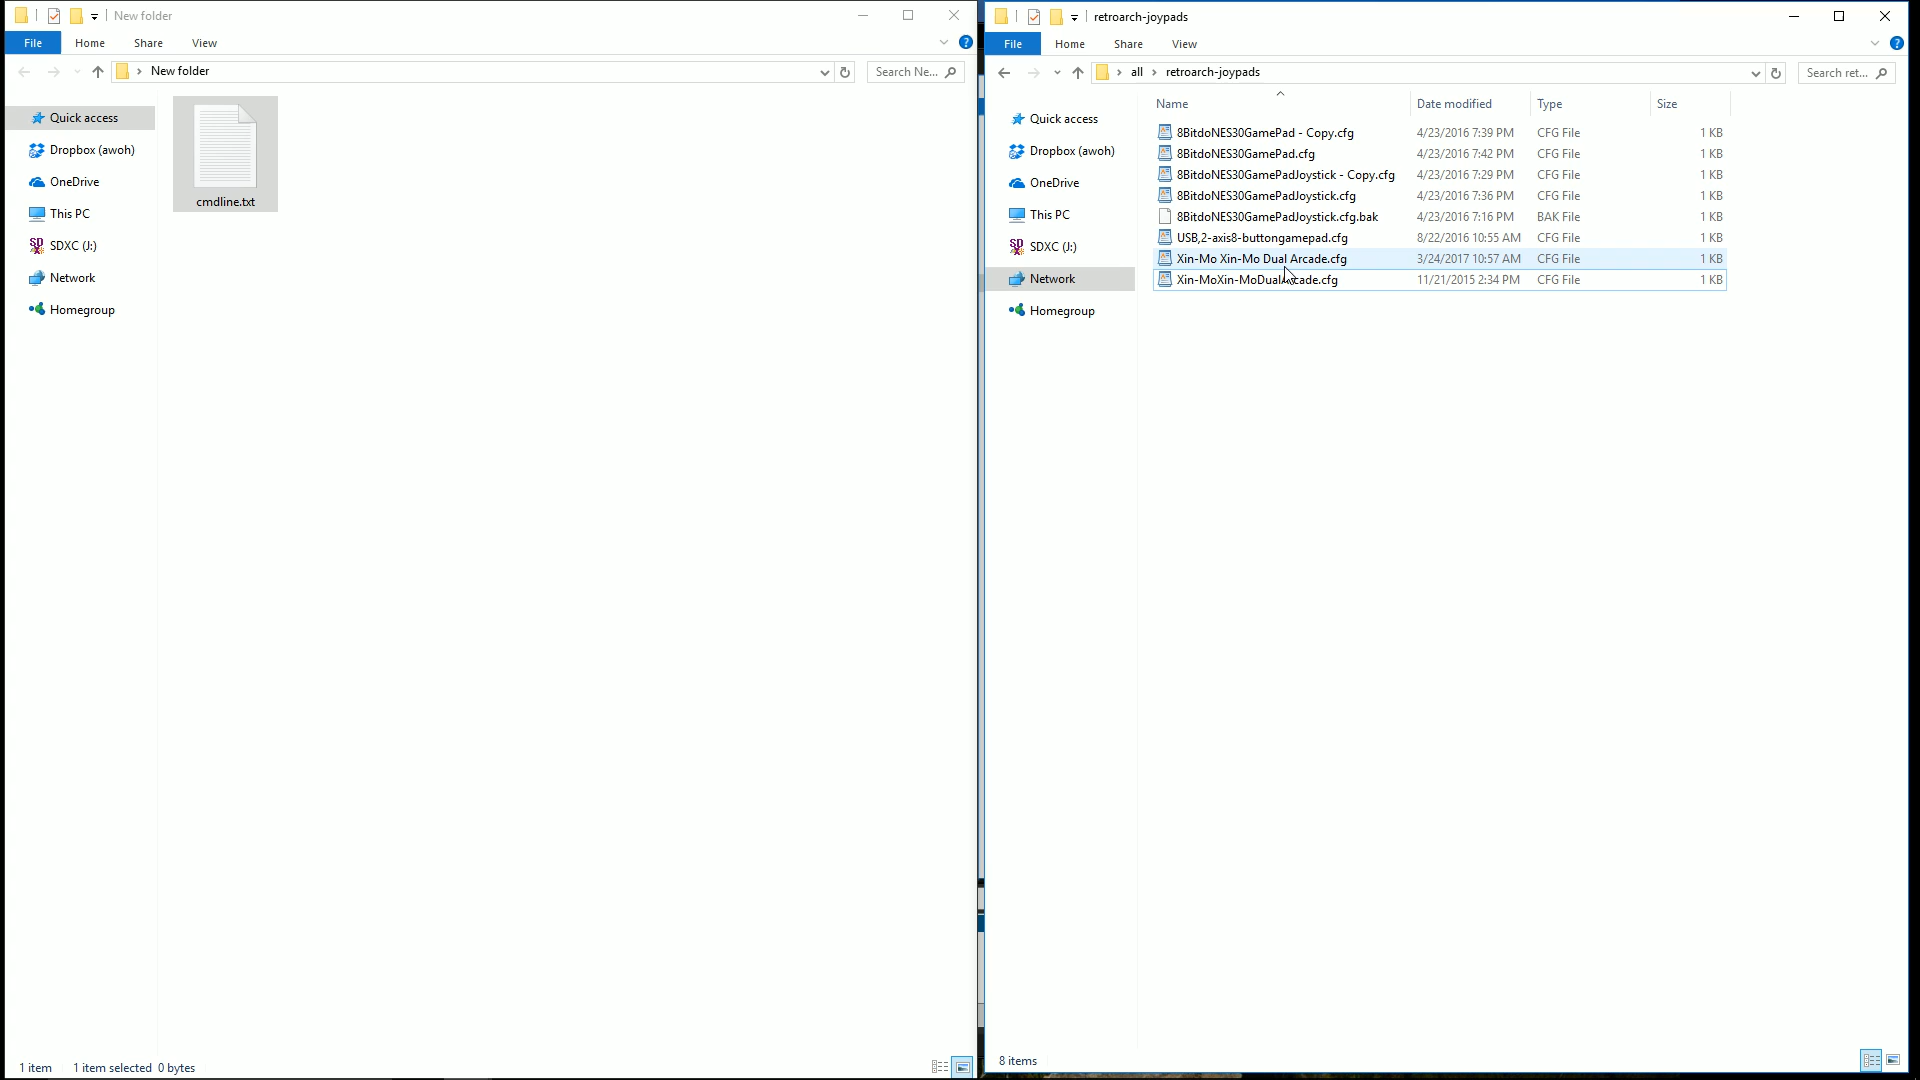 New folder
File Home Share View
New folder
Search Ne...
Quick access
Dropbox (awoh)
OneDrive
This PC
SDXC (J:)
Network
Homegroup
cmdline.txt
1 item 1 item selected 0 bytes
retroarch-joypads
File Home Share View
all retroarch-joypads
Search ret...
Quick access
Dropbox (awoh)
OneDrive
This PC
SDXC (J:)
Network
Homegroup
Name Date modified Type Size
8BitdoNES30GamePad - Copy.cfg 4/23/2016 7:39 PM CFG File 1 KB
8BitdoNES30GamePad.cfg 4/23/2016 7:42 PM CFG File 1 KB
8BitdoNES30GamePadJoystick - Copy.cfg 4/23/2016 7:29 PM CFG File 1 KB
8BitdoNES30GamePadJoystick.cfg 4/23/2016 7:36 PM CFG File 1 KB
8BitdoNES30GamePadJoystick.cfg.bak 4/23/2016 7:16 PM BAK File 1 KB
USB,2-axis8-buttongamepad.cfg 8/22/2016 10:55 AM CFG File 1 KB
Xin-Mo Xin-Mo Dual Arcade.cfg 3/24/2017 10:57 AM CFG File 1 KB
Xin-MoXin-MoDualArcade.cfg 11/21/2015 2:34 PM CFG File 1 KB
8 items